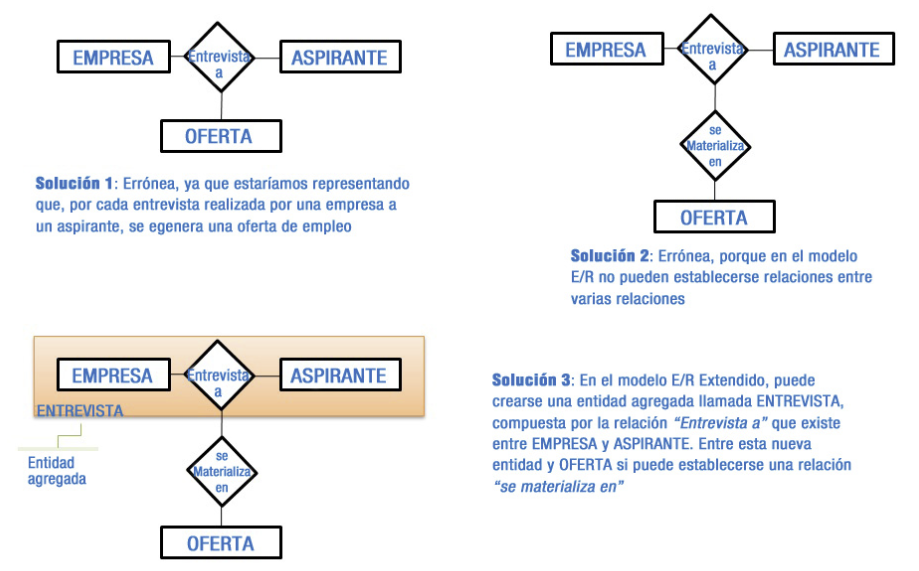 EMPRESA
Entrevista
a
ASPIRANTE
OFERTA
Solución 1: Errónea, ya que estaríamos representando
que, por cada entrevista realizada por una empresa a
un aspirante, se egenera una oferta de empleo
EMPRESA
Entrevista
a
ASPIRANTE
se
Materializa
en
OFERTA
Solución 2: Errónea, porque en el modelo
E/R no pueden establecerse relaciones entre
varias relaciones
EMPRESA
Entrevista
a
ASPIRANTE
ENTREVISTA
Entidad
agregada
se
Materializa
en
OFERTA
Solución 3: En el modelo E/R Extendido, puede
crearse una entidad agregada llamada ENTREVISTA,
compuesta por la relación “Entrevista a” que existe
entre EMPRESA y ASPIRANTE. Entre esta nueva
entidad y OFERTA si puede establecerse una relación
“se materializa en”